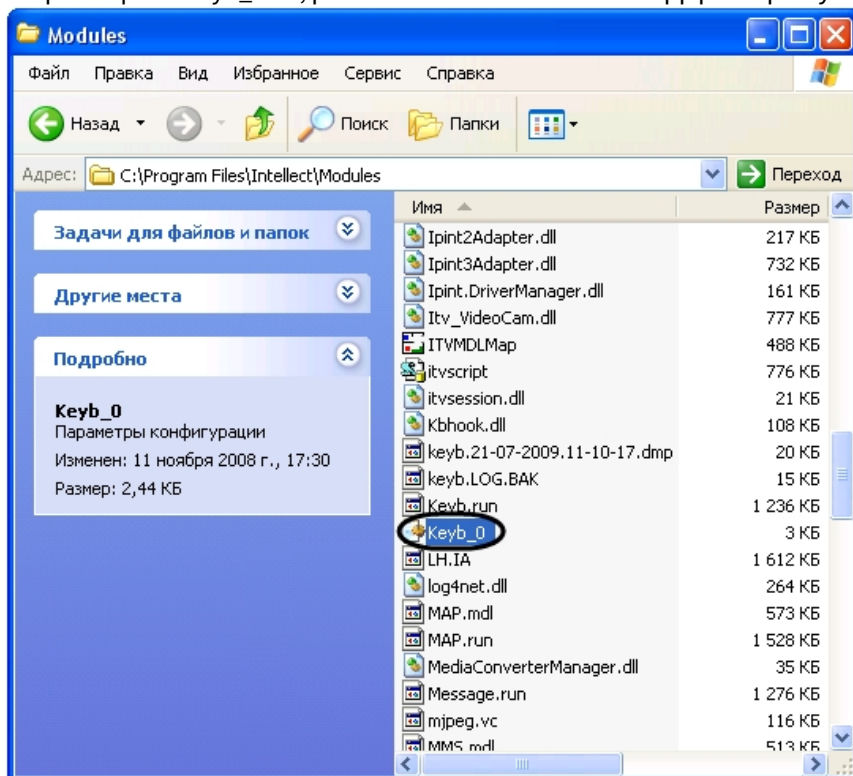 Modules
Файл Правка Вид Избранное Сервис Справка
Назад Поиск Папки
Адрес: C:\Program Files\Intellect\Modules Переход
Задачи для файлов и папок
Другие места
Подробно
Keyb_0
Параметры конфигурации
Изменен: 11 ноября 2008 г., 17:30
Размер: 2,44 КБ
Имя Размер
Ipint2Adapter.dll 217 КБ
Ipint3Adapter.dll 732 КБ
Ipint.DriverManager.dll 161 КБ
Itv_VideoCam.dll 777 КБ
ITVMDLMap 488 КБ
itvscript 776 КБ
itvsession.dll 21 КБ
Kbhook.dll 108 КБ
keyb.21-07-2009.11-10-17.dmp 20 КБ
keyb.LOG.BAK 15 КБ
Keyb.run 1 236 КБ
Keyb_0 3 КБ
LH.IA 1 612 КБ
log4net.dll 264 КБ
MAP.mdl 573 КБ
MAP.run 1 528 КБ
MediaConverterManager.dll 35 КБ
Message.run 1 276 КБ
mjpeg.vc 116 КБ
MMS.mdl 513 КБ